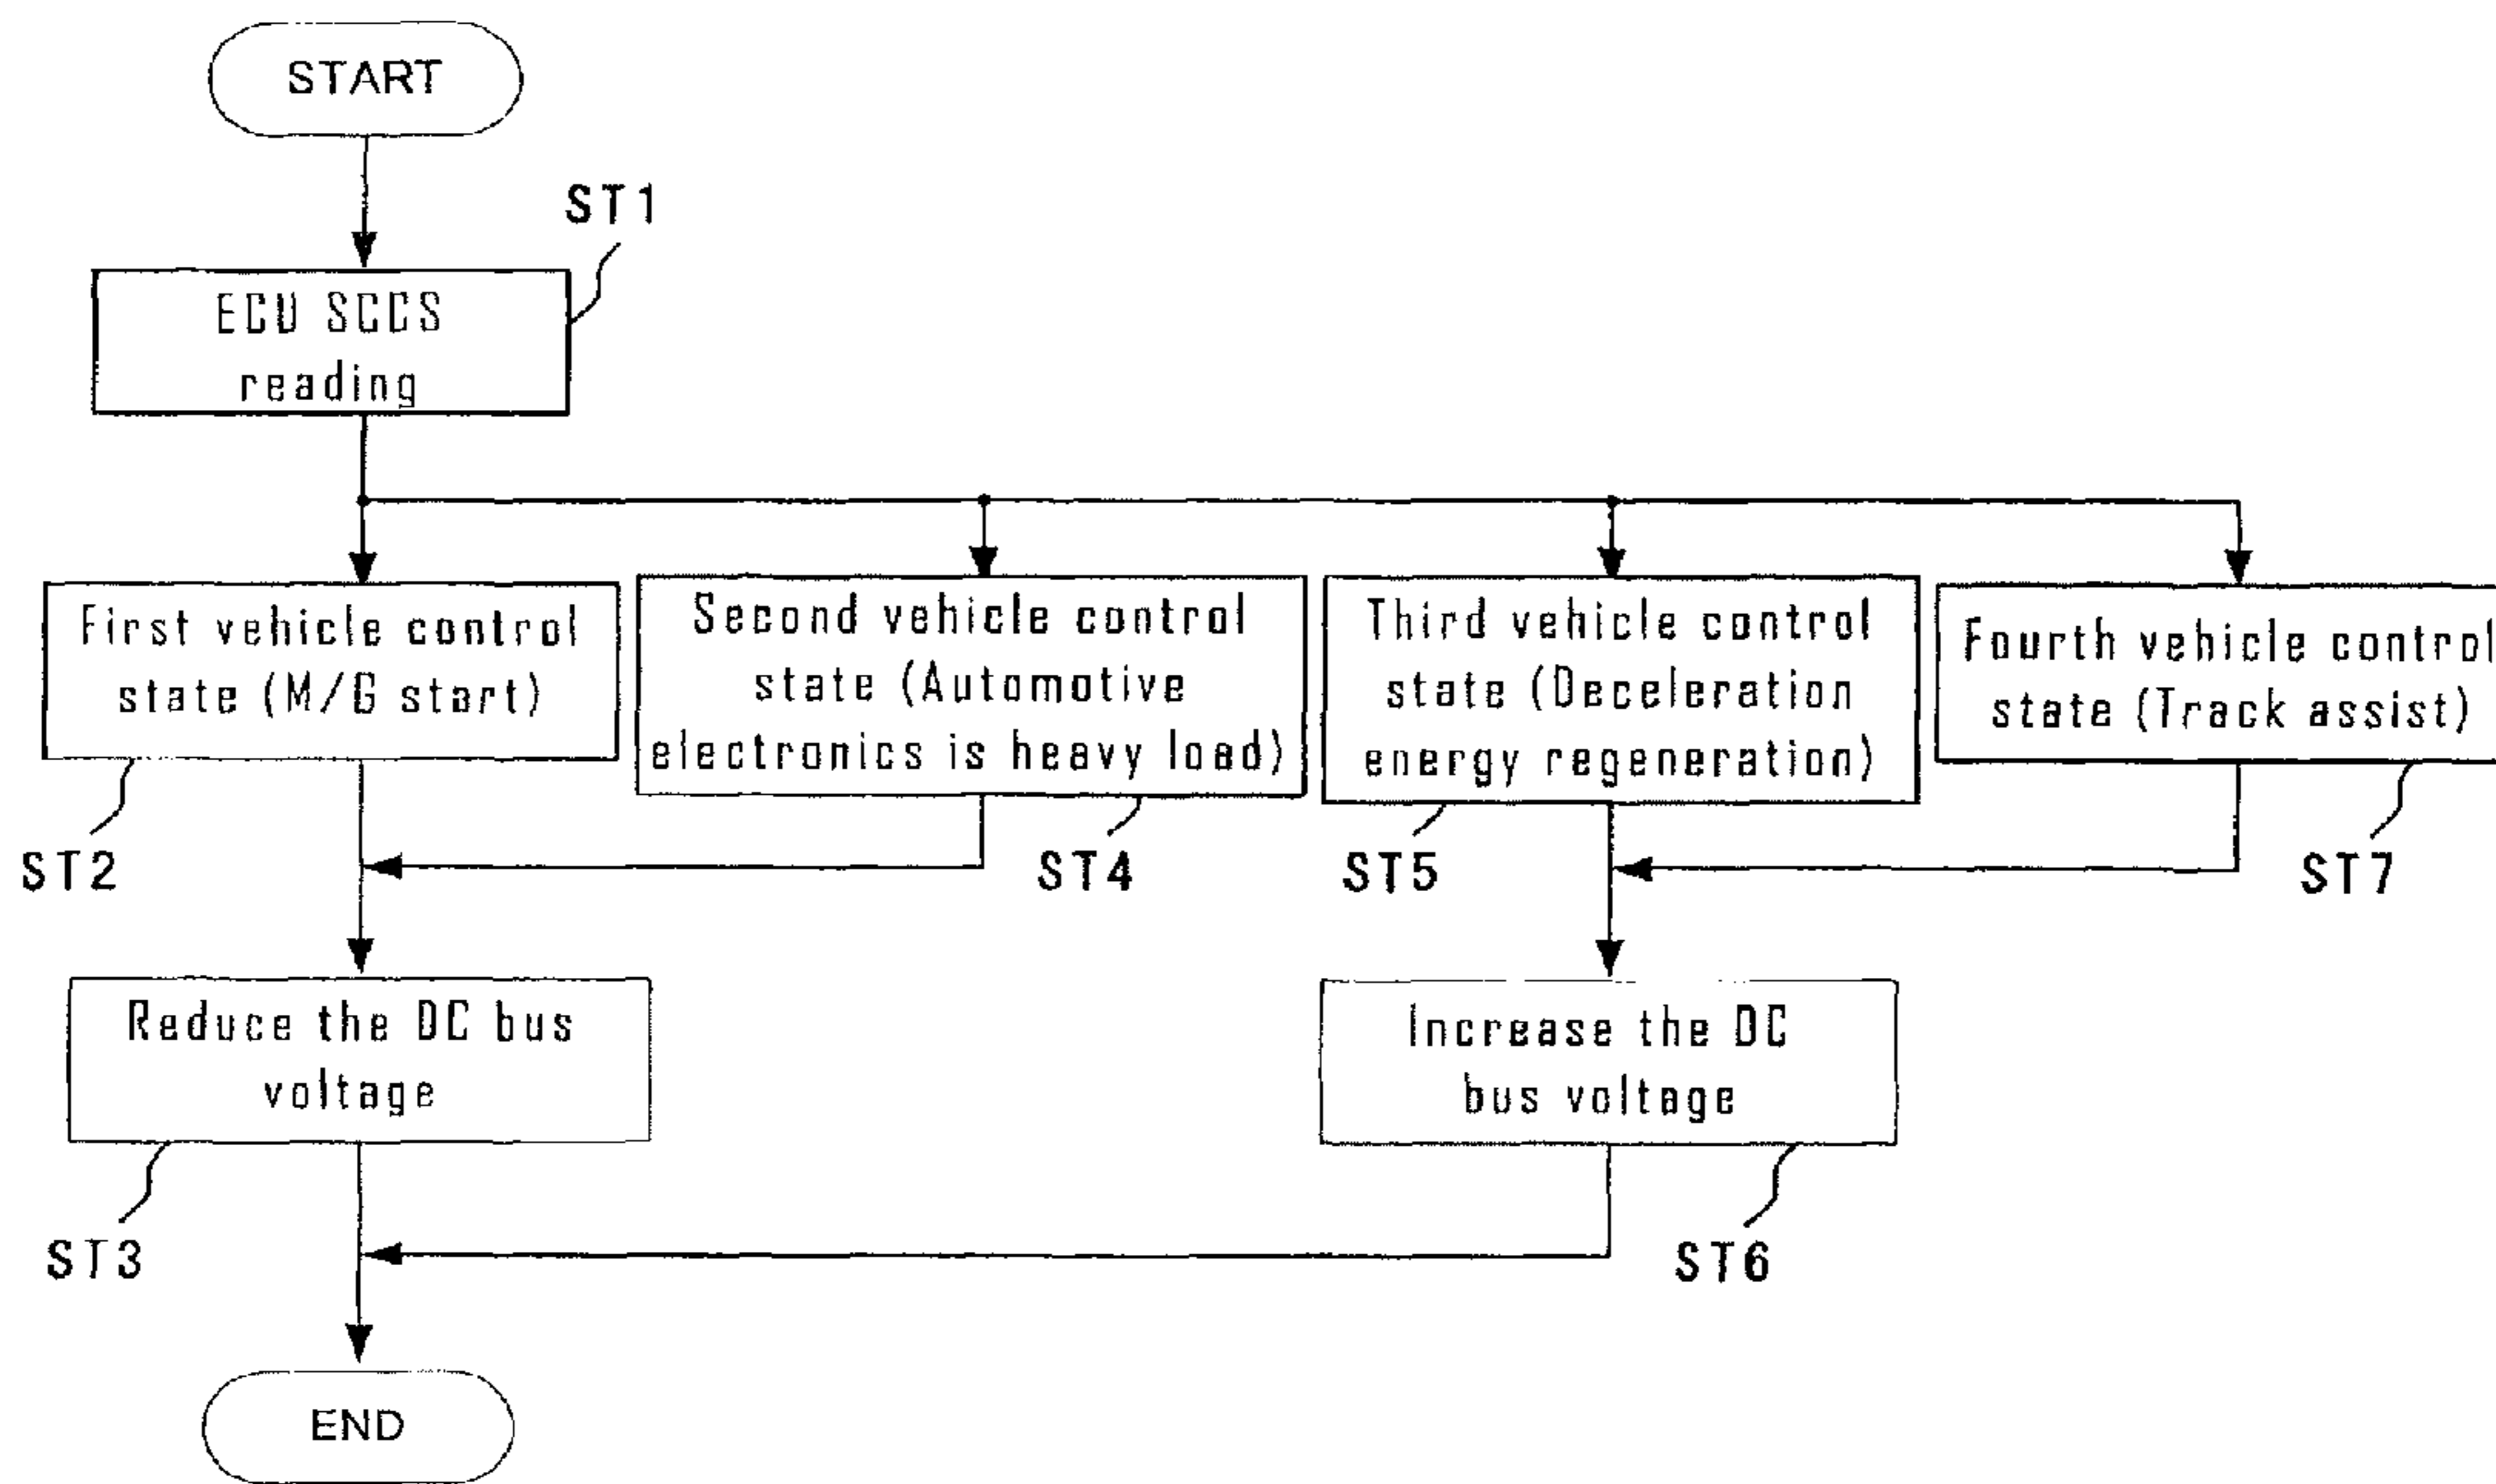 START
ST1
ECU SCCS
reading
First vehicle control
state (M/G start)
Second vehicle control
state (Automotive
electronics is heavy load)
Third vehicle control
state (Deceleration
energy regeneration)
Fourth vehicle control
state (Track assist)
ST2
ST4
ST5
ST7
Reduce the DC bus
voltage
Increase the DC
bus voltage
ST3
ST6
END